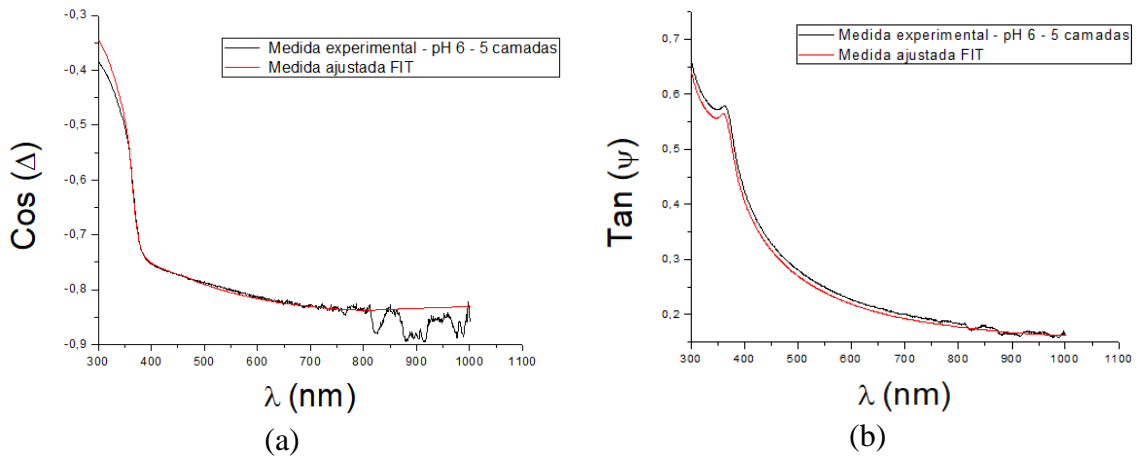 Cos (Δ)
-0,3
-0,4
-0,5
-0,6
-0,7
-0,8
-0,9
Medida experimental - pH 6 - 5 camadas
Medida ajustada FIT
300 400 500 600 700 800 900 1000 1100
λ (nm)
(a)
Tan (ψ)
0,7
0,6
0,5
0,4
0,3
0,2
Medida experimental - pH 6 - 5 camadas
Medida ajustada FIT
300 400 500 600 700 800 900 1000 1100
λ (nm)
(b)